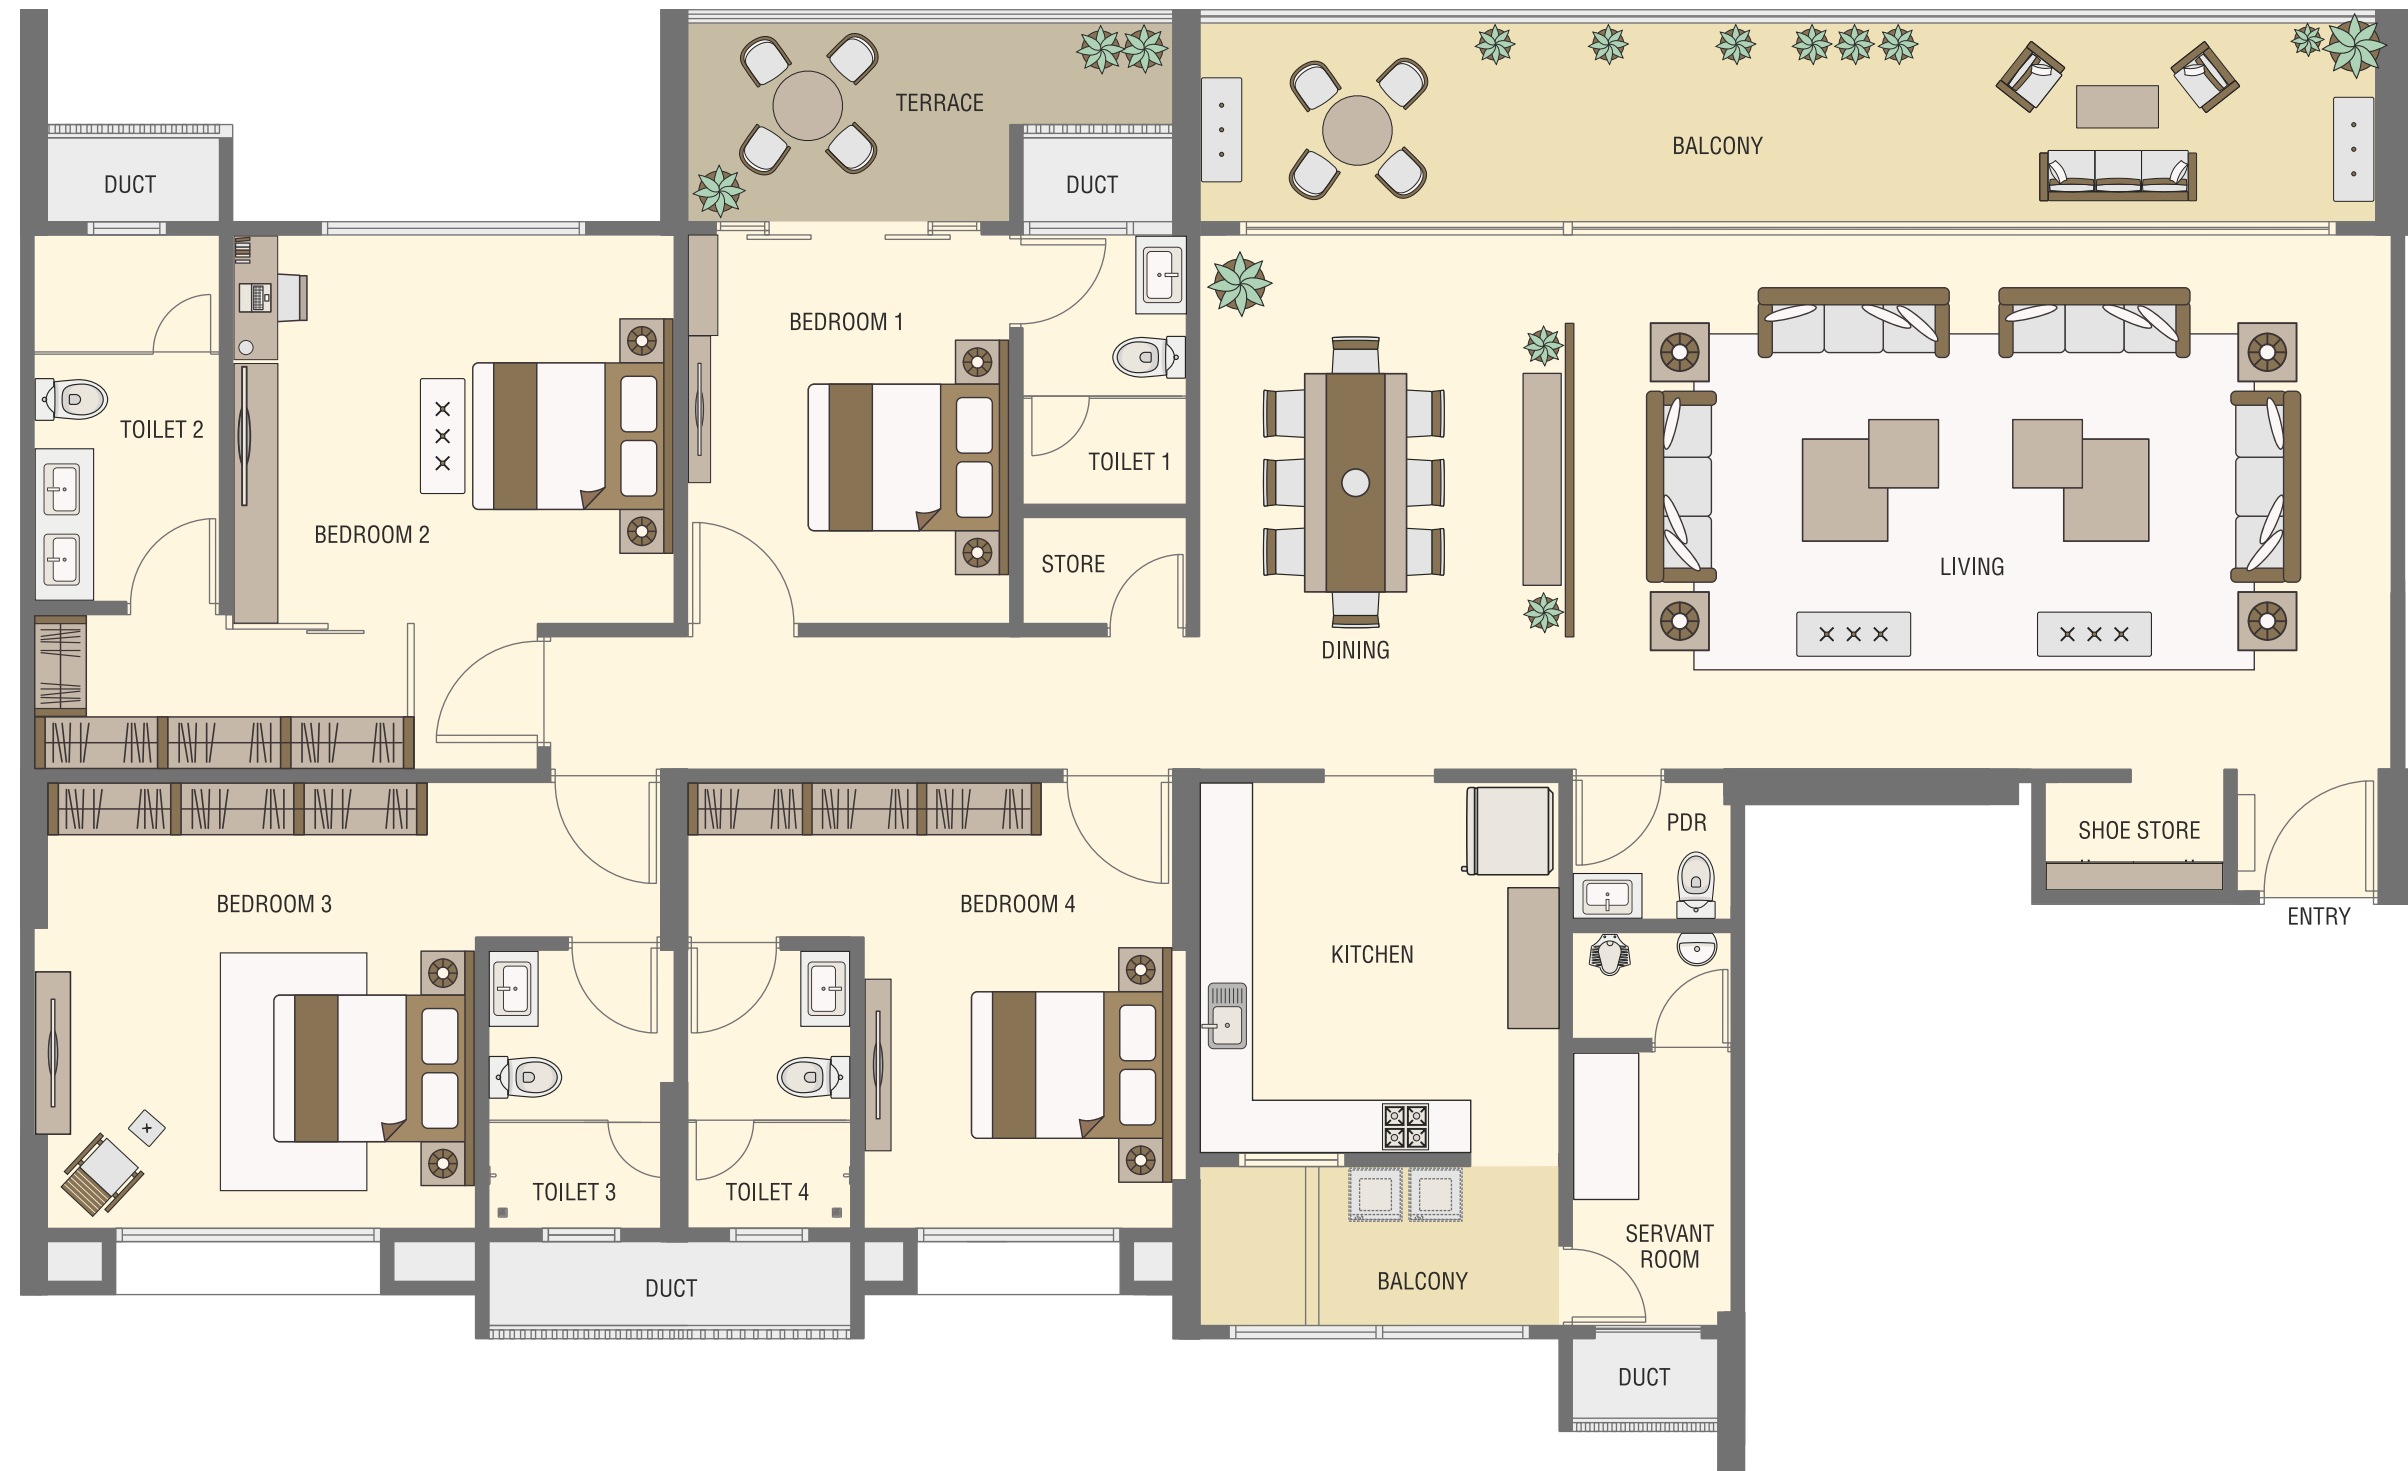 TERRACE
BALCONY
DUCT
DUCT
BEDROOM 1
TOILET 2
TOILET 1
BEDROOM 2
STORE
LIVING
DINING
PDR
SHOE STORE
BEDROOM 3
BEDROOM 4
ENTRY
KITCHEN
TOILET 3
TOILET 4
SERVANT
ROOM
DUCT
BALCONY
DUCT